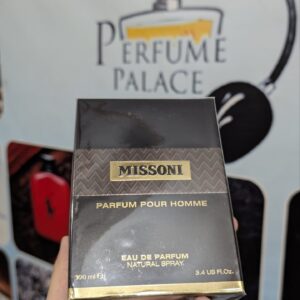 PERFUME
PALACE
MISSONI
PARFUM POUR HOMME
EAU DE PARFUM
NATURAL SPRAY
100 ml e 3.4 US Fl.Oz.